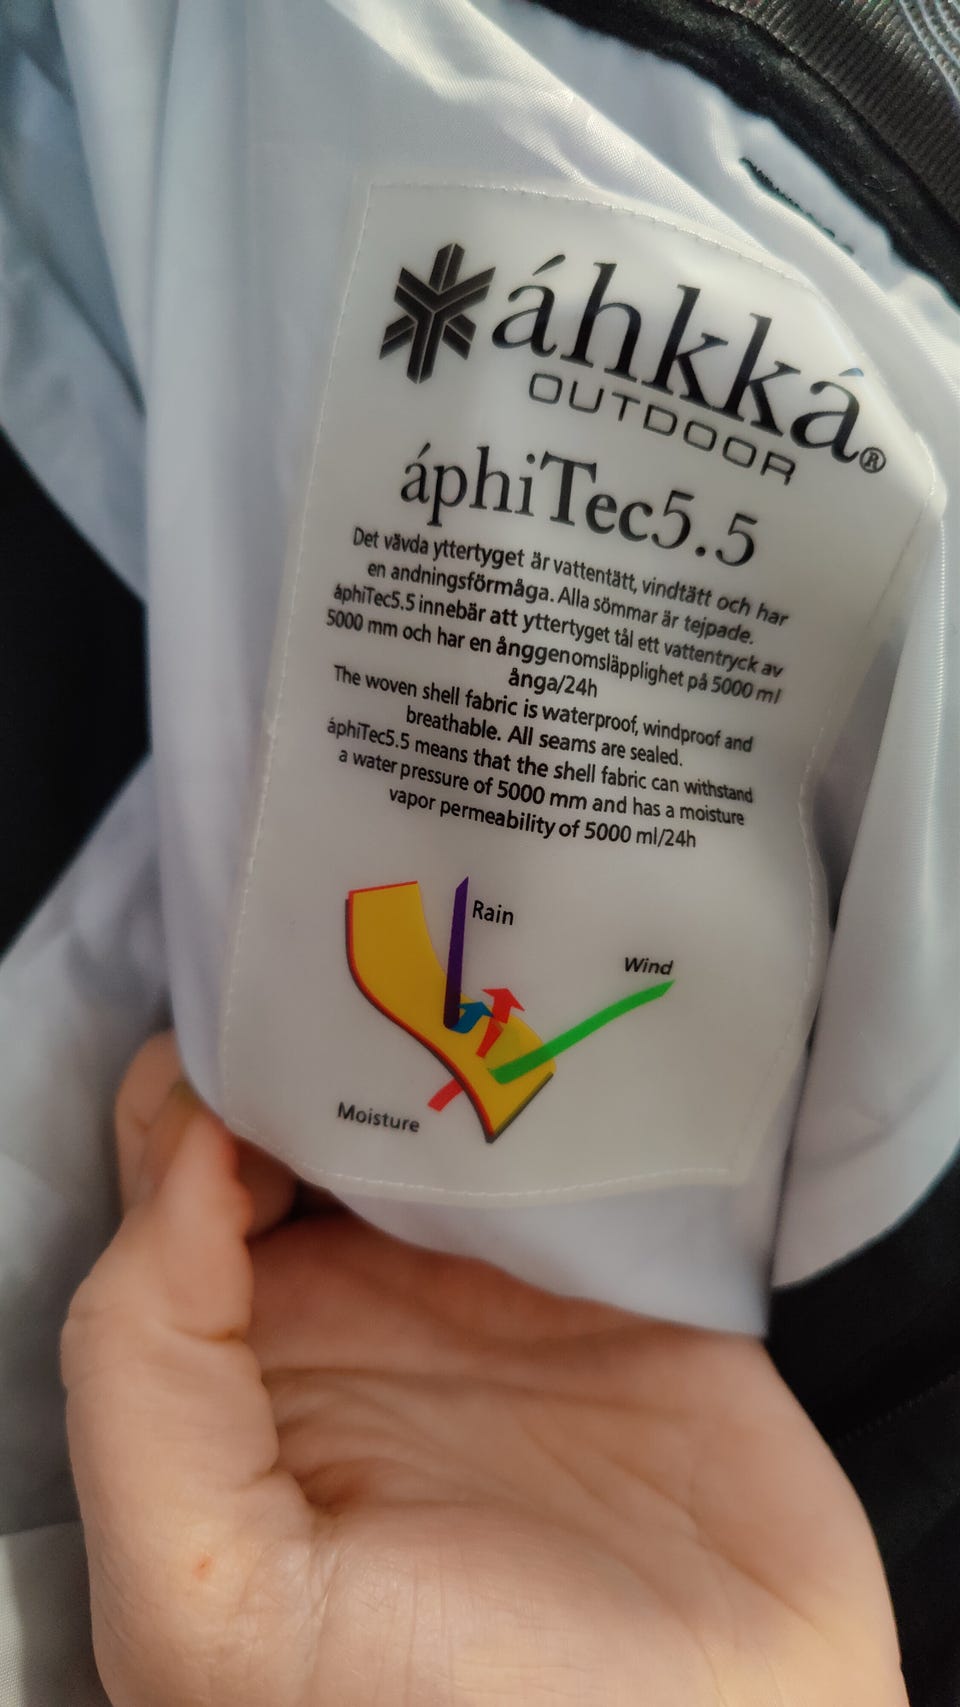 áhkká®
OUTDOOR
áphiTec5.5
Det vävda yttertyget är vattentätt, vindtätt och har
en andningsförmåga. Alla sömmar är tejpade.
áphiTec5.5 innebär att yttertyget tål ett vattentryck av
5000 mm och har en ånggenomsläpplighet på 5000 ml
ånga/24h
The woven shell fabric is waterproof, windproof and
breathable. All seams are sealed.
áphiTec5.5 means that the shell fabric can withstand
a water pressure of 5000 mm and has a moisture
vapor permeability of 5000 ml/24h
Rain
Wind
Moisture